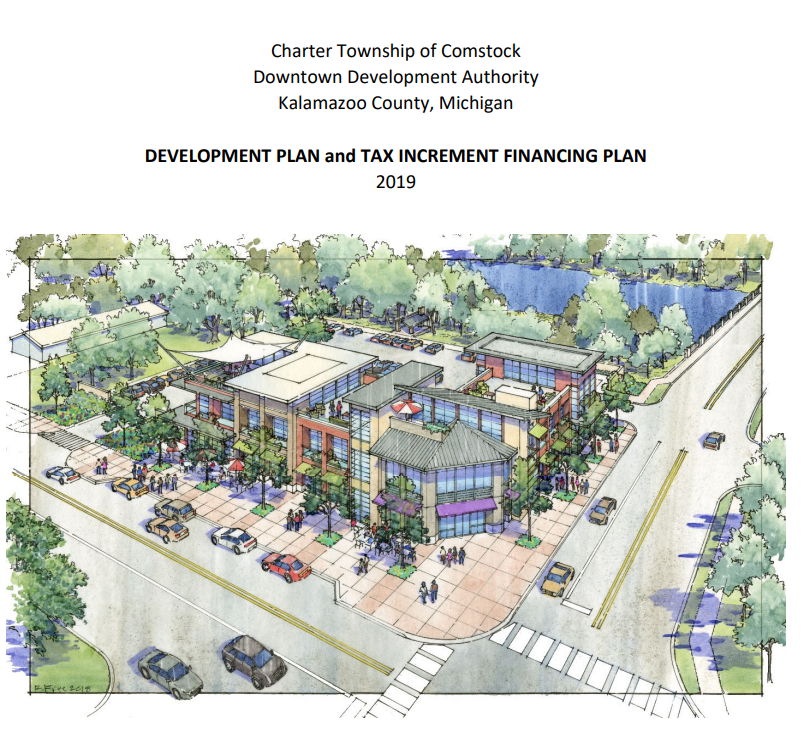 Charter Township of Comstock
Downtown Development Authority
Kalamazoo County, Michigan
DEVELOPMENT PLAN and TAX INCREMENT FINANCING PLAN
2019